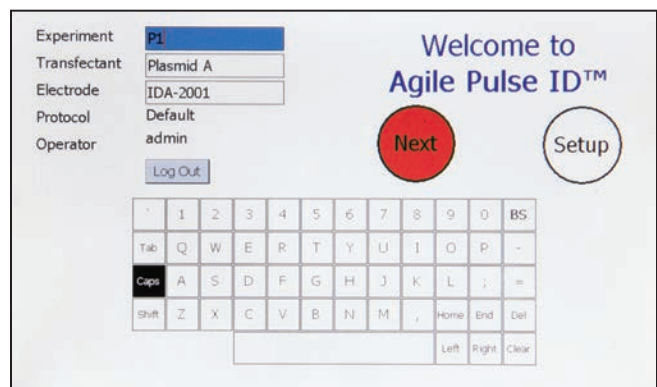 Experiment P1
Transfectant Plasmid A
Electrode IDA-2001
Protocol Default
Operator admin
Log Out
Welcome to
Agile Pulse ID™
Next
Setup
` 1 2 3 4 5 6 7 8 9 0 BS
Tab Q W E R T Y U I O P -
Caps A S D F G H J K L ; =
Shift Z X C V B N M , Home End Del
Left Right Clear